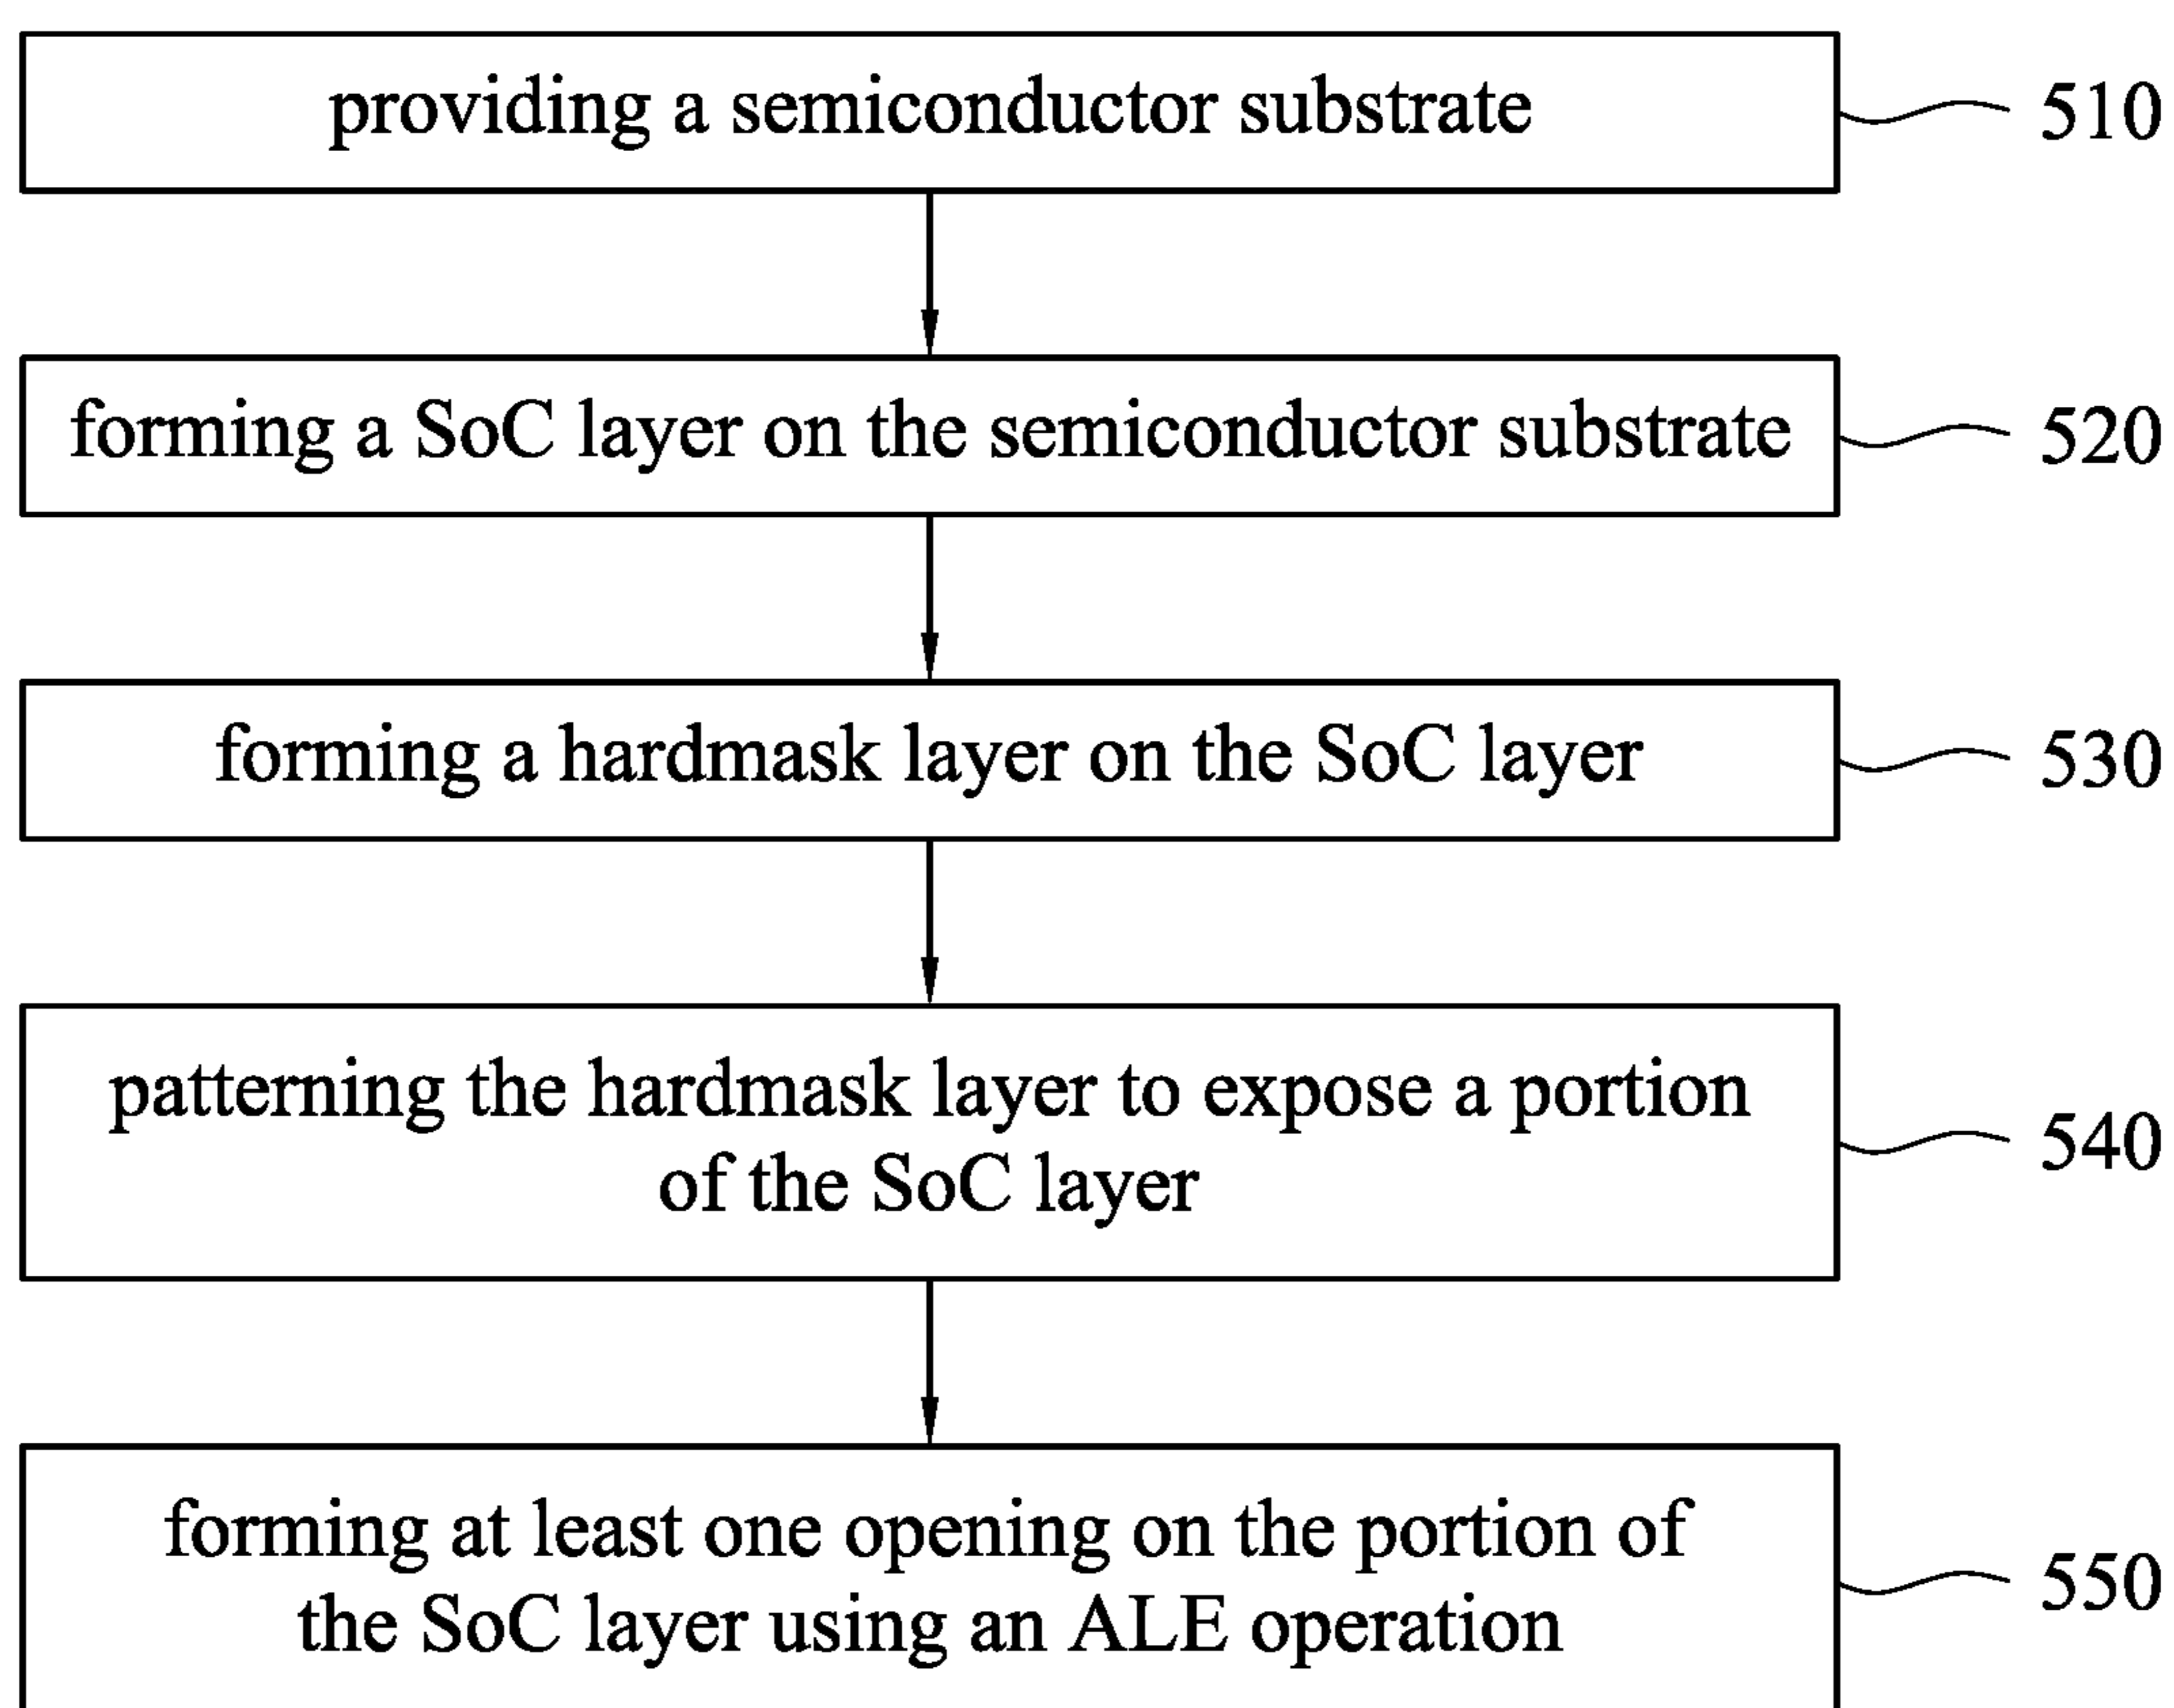 providing a semiconductor substrate
510
forming a SoC layer on the semiconductor substrate
520
forming a hardmask layer on the SoC layer
530
patterning the hardmask layer to expose a portion
of the SoC layer
540
forming at least one opening on the portion of
the SoC layer using an ALE operation
550